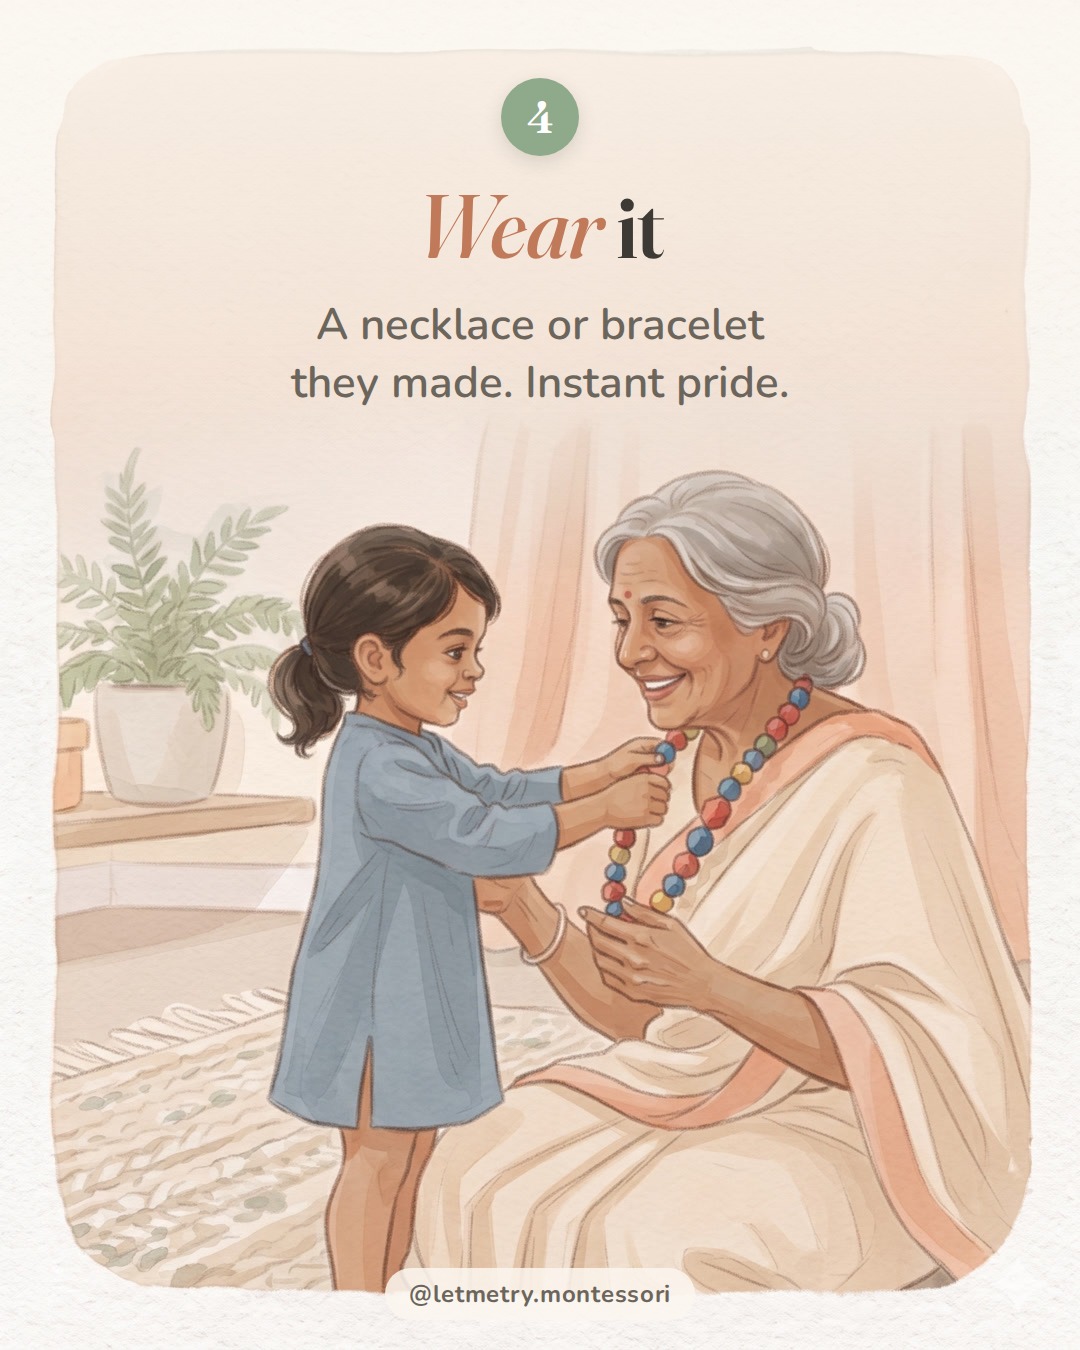 4
Wear it
A necklace or bracelet
they made. Instant pride.
@letmetry.montessori